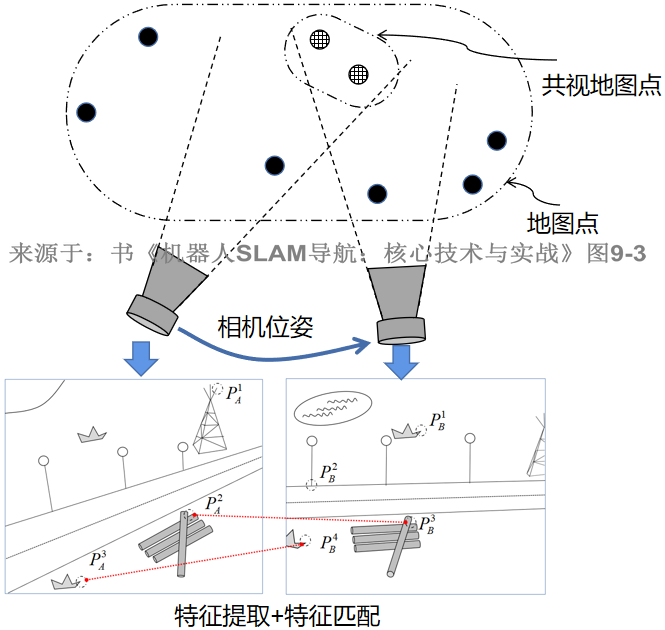 共视地图点
地图点
来源于：书《机器人SLAM导航：核心技术与实战》图9-3
相机位姿
P_A^1
P_B^1
P_B^2
P_A^2
P_B^3
P_B^4
P_A^3
特征提取+特征匹配